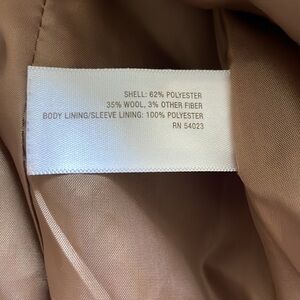 SHELL: 62% POLYESTER
35% WOOL, 3% OTHER FIBER
BODY LINING/SLEEVE LINING: 100% POLYESTER
RN 54023